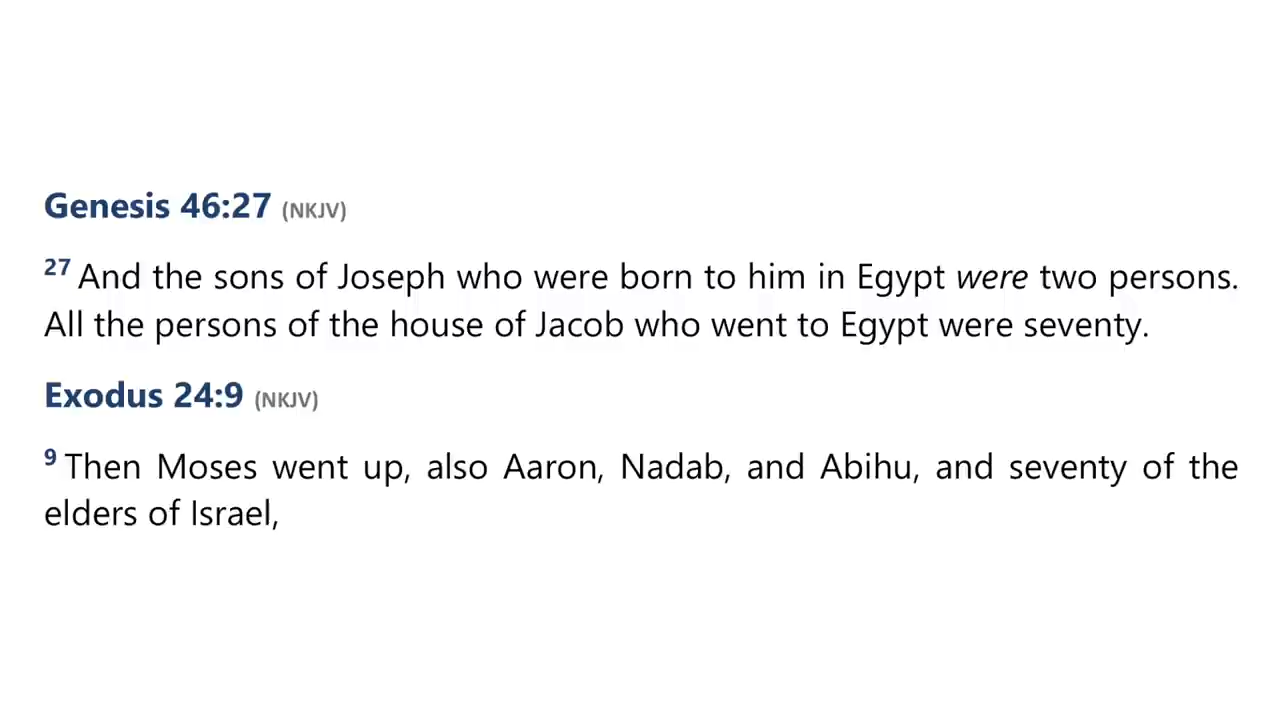 Genesis 46:27 (NKJV)
27 And the sons of Joseph who were born to him in Egypt were two persons.
All the persons of the house of Jacob who went to Egypt were seventy.
Exodus 24:9 (NKJV)
9 Then Moses went up, also Aaron, Nadab, and Abihu, and seventy of the
elders of Israel,